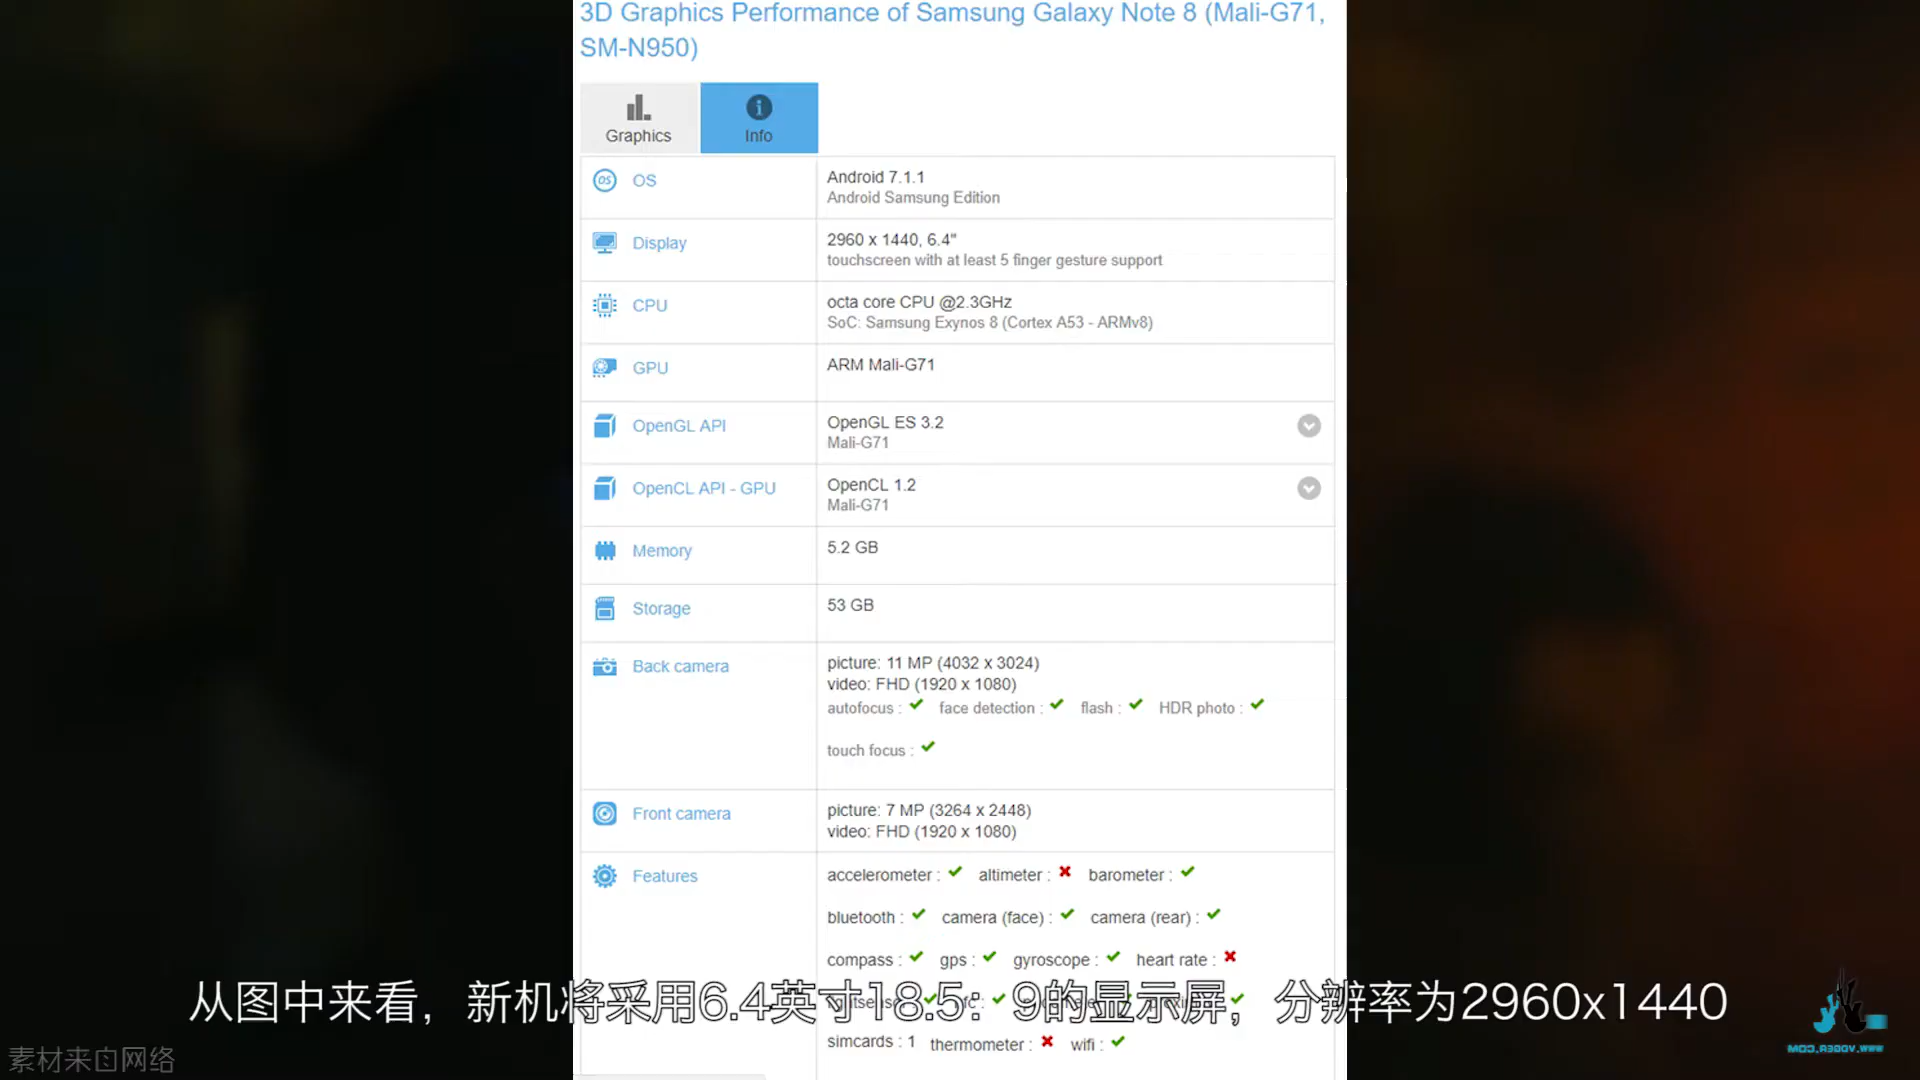 3D Graphics Performance of Samsung Galaxy Note 8 (Mali-G71,
SM-N950)
Graphics
Info
OS
Android 7.1.1
Android Samsung Edition
Display
2960 x 1440, 6.4"
touchscreen with at least 5 finger gesture support
CPU
octa core CPU @2.3GHz
SoC: Samsung Exynos 8 (Cortex A53 - ARMv8)
GPU
ARM Mali-G71
OpenGL API
OpenGL ES 3.2
Mali-G71
OpenCL API - GPU
OpenCL 1.2
Mali-G71
Memory
5.2 GB
Storage
53 GB
Back camera
picture: 11 MP (4032 x 3024)
video: FHD (1920 x 1080)
autofocus : ✔ face detection : ✔ flash : ✔ HDR photo : ✔
touch focus : ✔
Front camera
picture: 7 MP (3264 x 2448)
video: FHD (1920 x 1080)
Features
accelerometer : ✔ altimeter : ✖ barometer : ✔
bluetooth : ✔ camera (face) : ✔ camera (rear) : ✔
compass : ✔ gps : ✔ gyroscope : ✔ heart rate : ✖
从图中来看，新机将采用6.4英寸18.5：9的显示屏，分辨率为2960x1440
simcards : 1 thermometer : ✖ wifi : ✔
素材来自网络